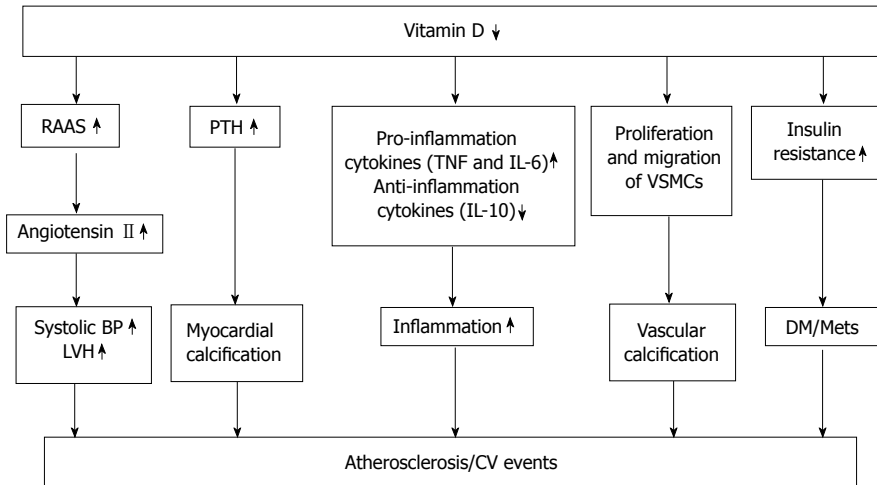 Vitamin D ↓
RAAS ↑
Angiotensin Ⅱ ↑
Systolic BP ↑
LVH ↑
PTH ↑
Myocardial
calcification
Pro-inflammation
cytokines (TNF and IL-6) ↑
Anti-inflammation
cytokines (IL-10) ↓
Inflammation ↑
Proliferation
and migration
of VSMCs
Vascular
calcification
Insulin
resistance ↑
DM/Mets
Atherosclerosis/CV events